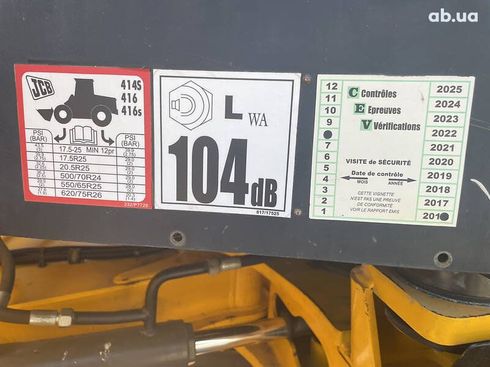 ab.ua
JCB
414S
416
416s
PSI
(BAR)
PSI
(BAR)
17.5-25 MIN 12pr
17.5R25
20.5R25
500/70R24
550/65R25
620/75R26
L WA
104dB
817/17525
12
11
10
7
6
5
4
3
2
1
C Contrôles
E Epreuves
V Vérifications
VISITE DE SÉCURITÉ
Date de contrôle
MOIS ANNÉE
CETTE VIGNETTE
N'EST PAS UNE PREUVE
DE CONFORMITÉ
VOIR LE RAPPORT EMIS
2025
2024
2023
2022
2021
2020
2019
2018
2017